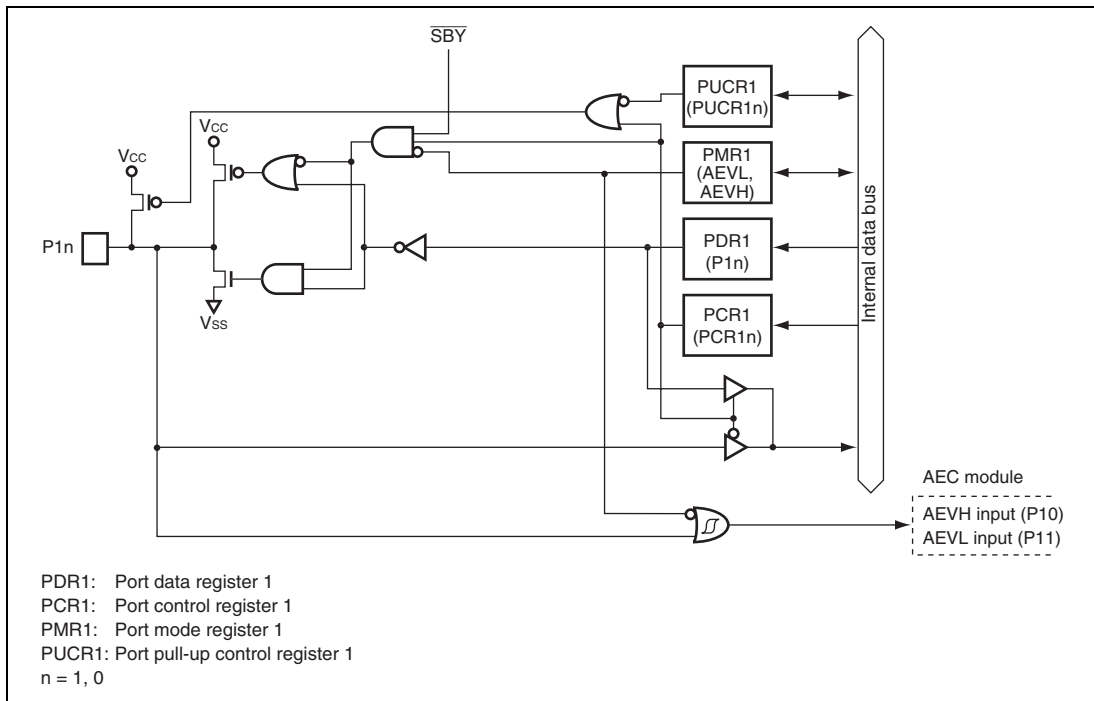 SBY
PUCR1
(PUCR1n)
VCC
VCC
PMR1
(AEVL,
AEVH)
P1n
PDR1
(P1n)
VSS
PCR1
(PCR1n)
Internal data bus
AEC module
AEVH input (P10)
AEVL input (P11)
PDR1: Port data register 1
PCR1: Port control register 1
PMR1: Port mode register 1
PUCR1: Port pull-up control register 1
n = 1, 0